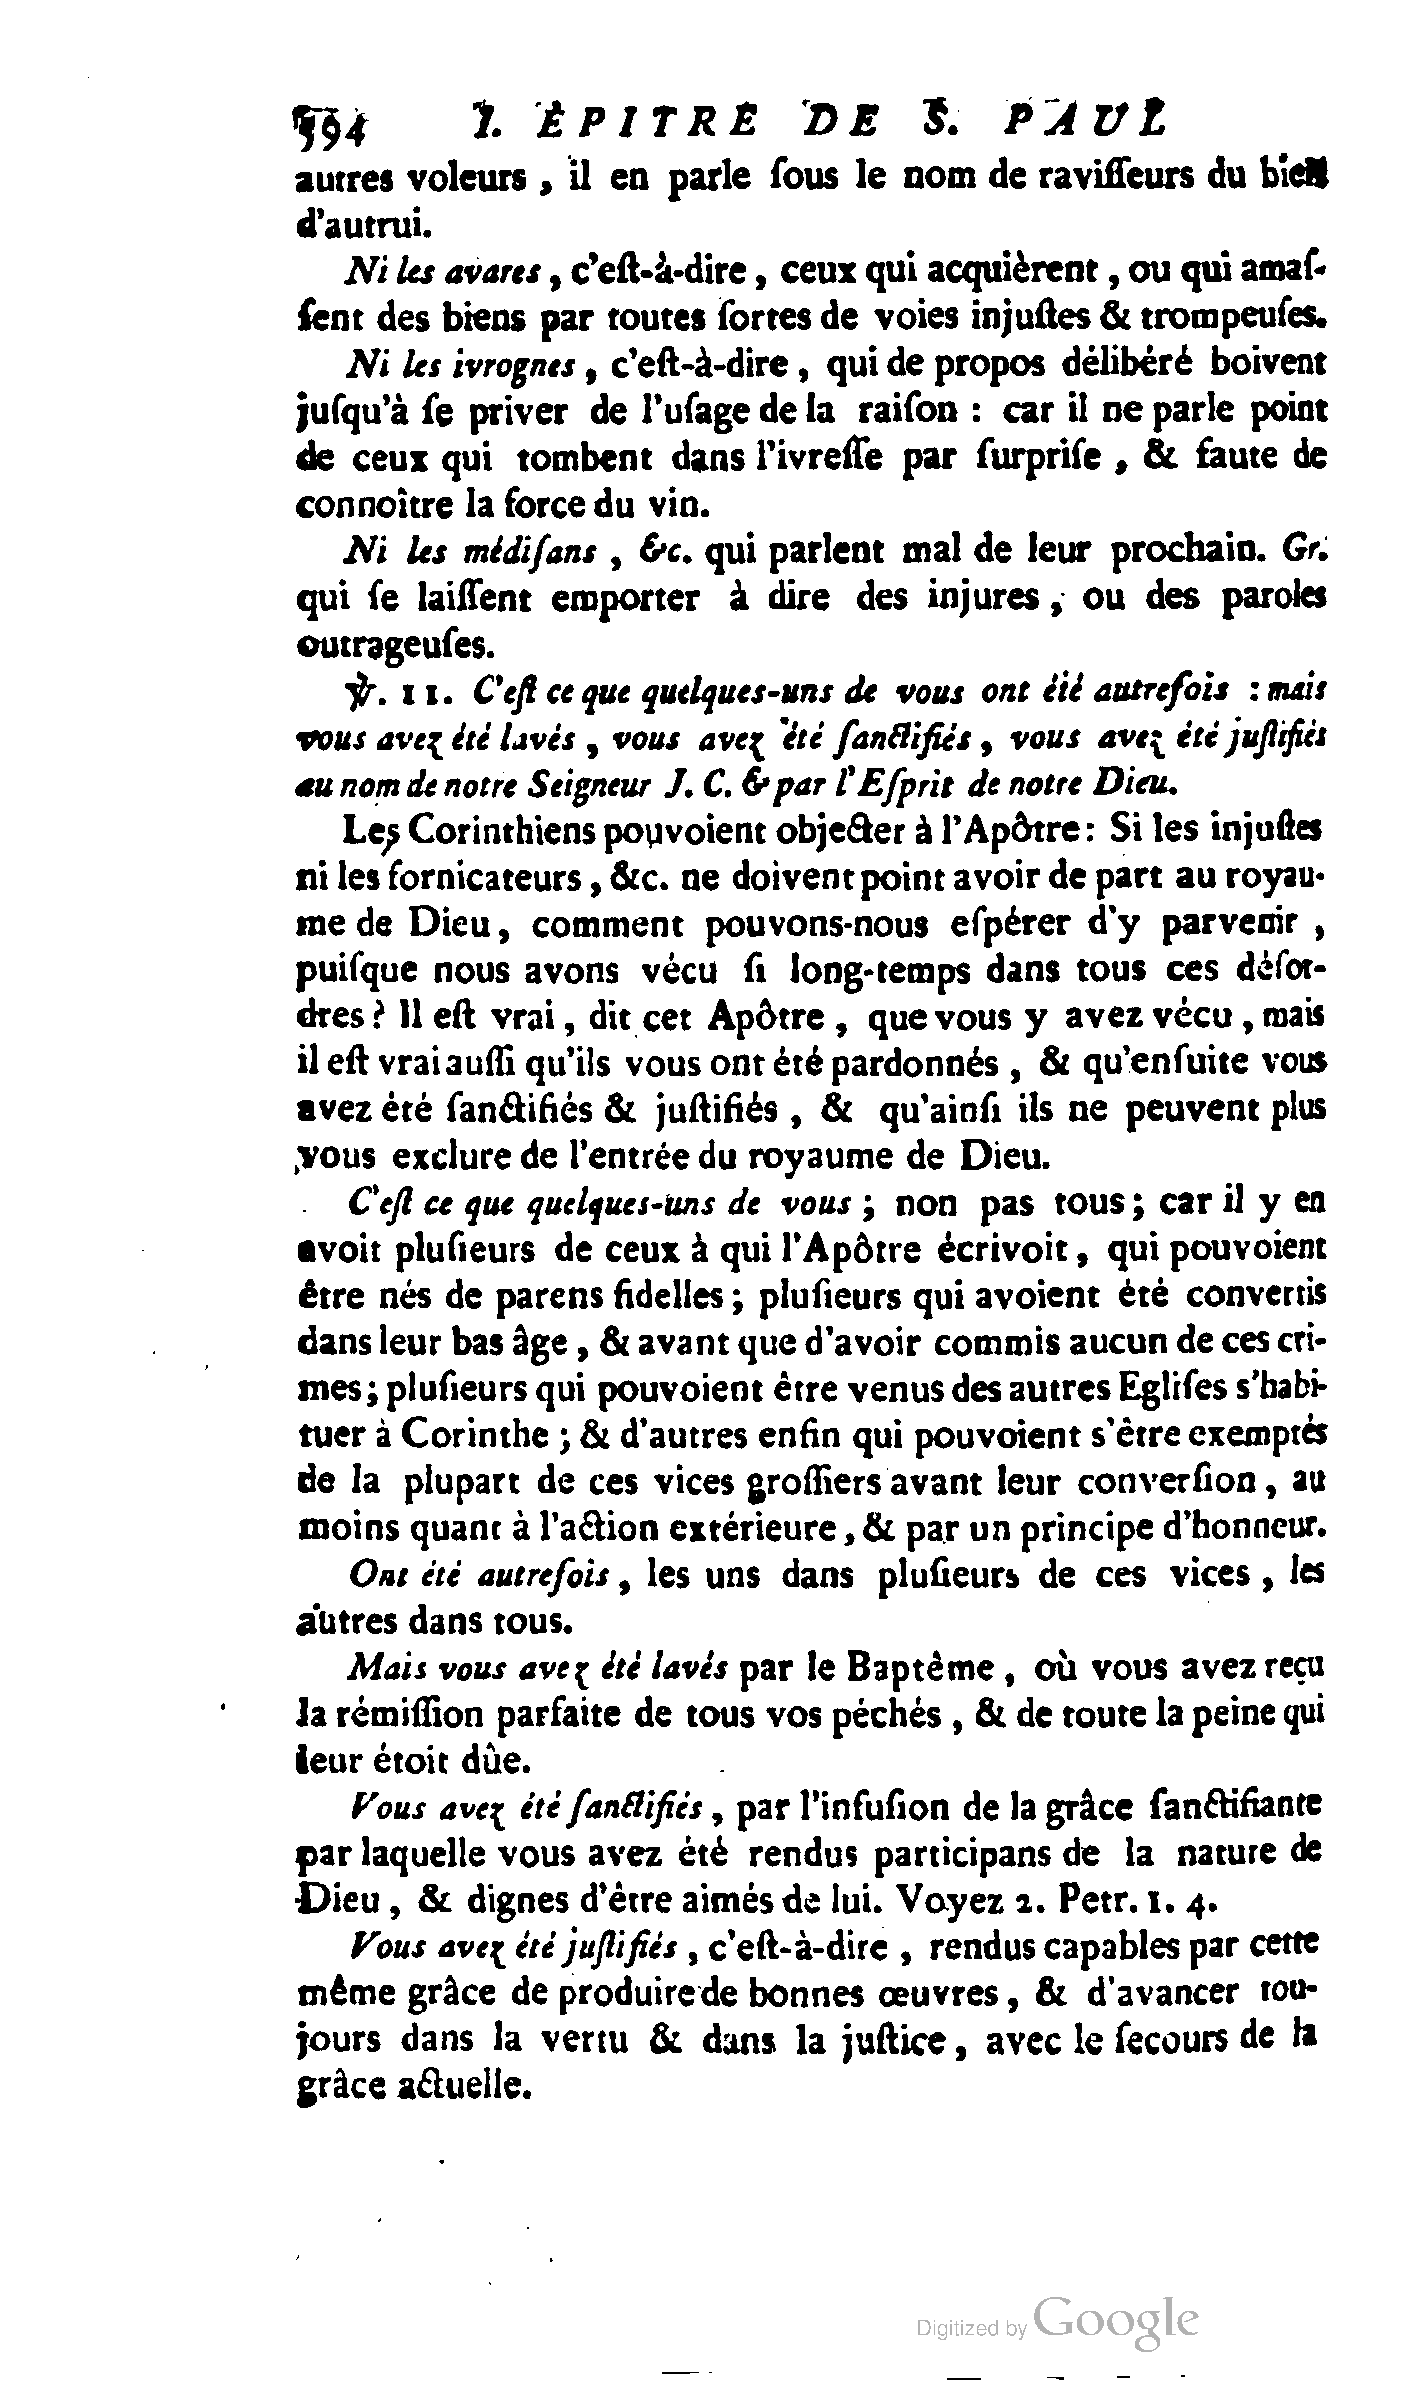 594 I. ÉPITRE DE S. PAUL
autres voleurs, il en parle ſous le nom de raviſſeurs du bien
d'autrui.
Ni les avares, c'eſt-à-dire, ceux qui acquièrent, ou qui amaſ-
ſent des biens par toutes ſortes de voies injuſtes & trompeuſes.
Ni les ivrognes, c'eſt-à-dire, qui de propos délibéré boivent
juſqu'à ſe priver de l'uſage de la raiſon : car il ne parle point
de ceux qui tombent dans l'ivreſſe par ſurpriſe, & faute de
connoître la force du vin.
Ni les médiſans, &c. qui parlent mal de leur prochain. Gr.
qui ſe laiſſent emporter à dire des injures, ou des paroles
outrageuſes.
℣. 11. C'eſt ce que quelques-uns de vous ont été autrefois : mais
vous avez été lavés, vous avez été ſanctifiés, vous avez été juſtifiés
au nom de notre Seigneur J. C. & par l'Eſprit de notre Dieu.
Les Corinthiens pouvoient objecter à l'Apôtre : Si les injuſtes
ni les fornicateurs, &c. ne doivent point avoir de part au royau-
me de Dieu, comment pouvons-nous eſpérer d'y parvenir,
puiſque nous avons vécu ſi long-temps dans tous ces déſor-
dres ? Il eſt vrai, dit cet Apôtre, que vous y avez vécu, mais
il eſt vrai auſſi qu'ils vous ont été pardonnés, & qu'enſuite vous
avez été ſanctifiés & juſtifiés, & qu'ainſi ils ne peuvent plus
vous exclure de l'entrée du royaume de Dieu.
C'eſt ce que quelques-uns de vous ; non pas tous ; car il y en
avoit pluſieurs de ceux à qui l'Apôtre écrivoit, qui pouvoient
être nés de parens fidelles ; pluſieurs qui avoient été convertis
dans leur bas âge, & avant que d'avoir commis aucun de ces cri-
mes ; pluſieurs qui pouvoient être venus des autres Egliſes s'habi-
tuer à Corinthe ; & d'autres enfin qui pouvoient s'être exemptés
de la plupart de ces vices groſſiers avant leur converſion, au
moins quant à l'action extérieure, & par un principe d'honneur.
Ont été autrefois, les uns dans pluſieurs de ces vices, les
autres dans tous.
Mais vous avez été lavés par le Baptême, où vous avez reçu
la rémiſſion parfaite de tous vos péchés, & de toute la peine qui
leur étoit dûe.
Vous avez été ſanctifiés, par l'infuſion de la grâce ſanctifiante
par laquelle vous avez été rendus participans de la nature de
Dieu, & dignes d'être aimés de lui. Voyez 2. Petr. 1. 4.
Vous avez été juſtifiés, c'eſt-à-dire, rendus capables par cette
même grâce de produire de bonnes œuvres, & d'avancer tou-
jours dans la vertu & dans la juſtice, avec le ſecours de la
grâce actuelle.
Digitized by Google